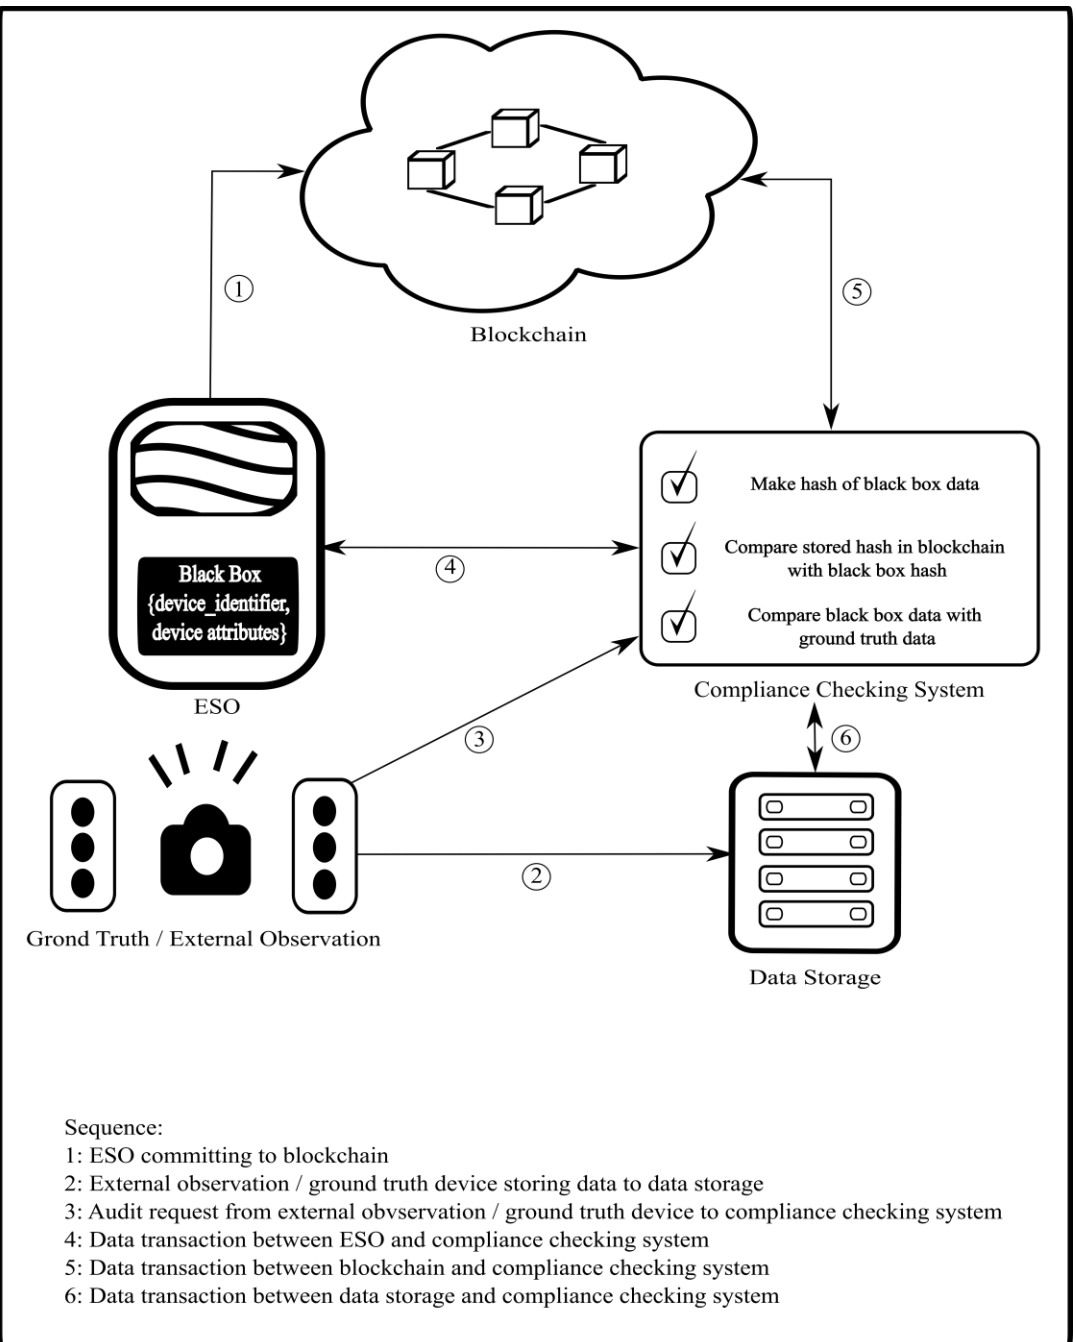 Blockchain
1
5
Make hash of black box data
Compare stored hash in blockchain
with black box hash
Compare black box data with
ground truth data
Compliance Checking System
4
Black Box
{device_identifier,
device attributes}
ESO
3
6
2
Grond Truth / External Observation
Data Storage
Sequence:
1: ESO committing to blockchain
2: External observation / ground truth device storing data to data storage
3: Audit request from external obvservation / ground truth device to compliance checking system
4: Data transaction between ESO and compliance checking system
5: Data transaction between blockchain and compliance checking system
6: Data transaction between data storage and compliance checking system